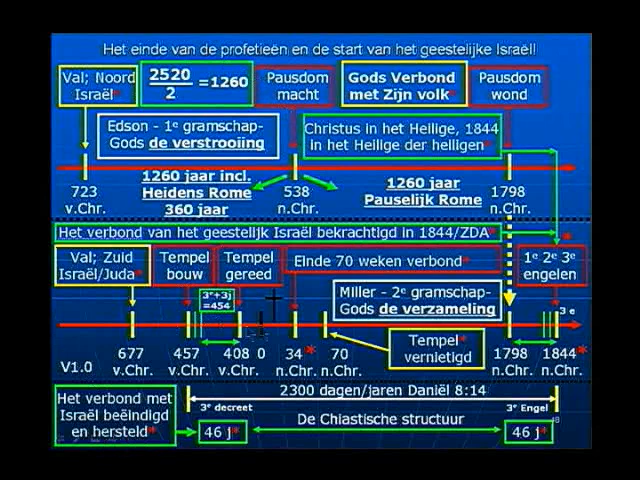 Het einde van de profetieën en de start van het geestelijke Israël!
Val; Noord
Israël*
2520
2
=1260
Pausdom
macht
Gods Verbond
met Zijn volk*
Pausdom
wond
Edson - 1e gramschap-
Gods de verstrooiing
Christus in het Heilige, 1844
in het Heilige der heiligen*
1260 jaar incl.
Heidens Rome
360 jaar
1260 jaar
Pauselijk Rome
723
v.Chr.
538
n.Chr.
1798
n.Chr.
Het verbond van het geestelijk Israël bekrachtigd in 1844/ZDA*
*
Val; Zuid
Israël/Juda*
Tempel
bouw*
Tempel
gereed*
Einde 70 weken verbond*
1e 2e 3e
engelen*
3e+3j
=454
Miller - 2e gramschap-
Gods de verzameling
3 e
Tempel*
vernietigd
V1.0
677
v.Chr.
457
v.Chr.
408
v.Chr.
0
34*
n.Chr.
70
n.Chr.
1798
n.Chr.
1844*
n.Chr.
Het verbond met
Israël beëindigd
en hersteld*
2300 dagen/jaren Daniël 8:14
3e decreet
3e Engel
De Chiastische structuur
46 j*
46 j*